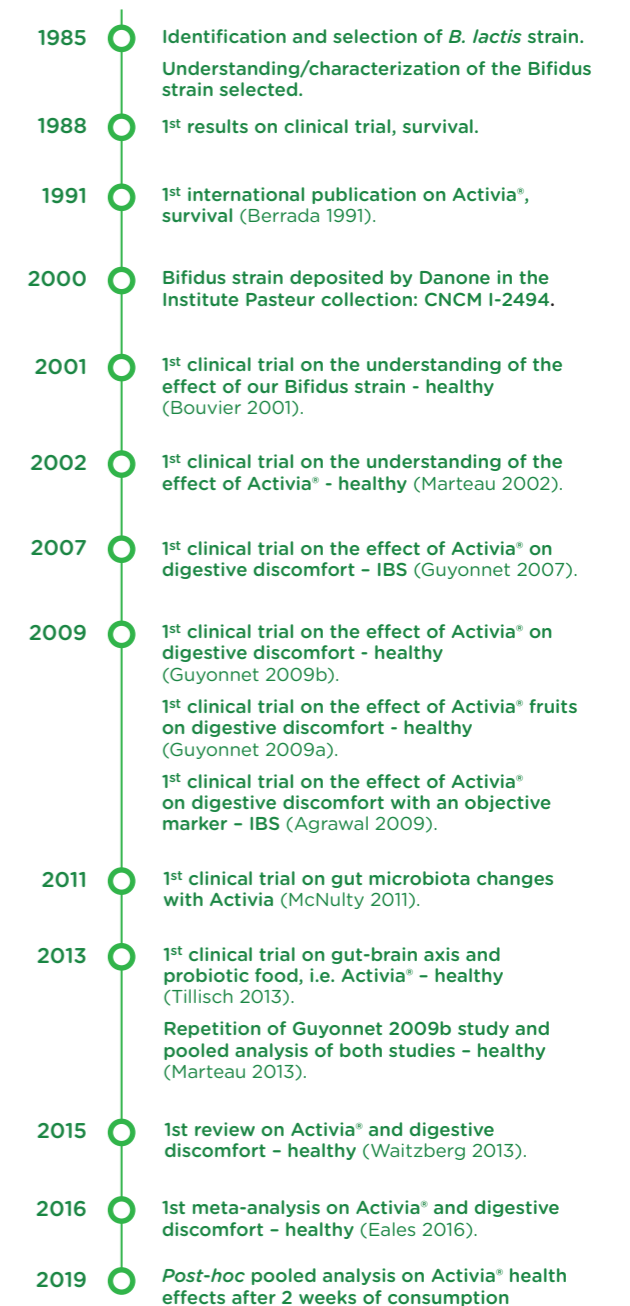 1985 Identification and selection of B. lactis strain.
Understanding/characterization of the Bifidus
strain selected.
1988 1st results on clinical trial, survival.
1991 1st international publication on Activia®,
survival (Berrada 1991).
2000 Bifidus strain deposited by Danone in the
Institute Pasteur collection: CNCM I-2494.
2001 1st clinical trial on the understanding of the
effect of our Bifidus strain - healthy
(Bouvier 2001).
2002 1st clinical trial on the understanding of the
effect of Activia® - healthy (Marteau 2002).
2007 1st clinical trial on the effect of Activia® on
digestive discomfort – IBS (Guyonnet 2007).
2009 1st clinical trial on the effect of Activia® on
digestive discomfort - healthy
(Guyonnet 2009b).
1st clinical trial on the effect of Activia® fruits
on digestive discomfort - healthy
(Guyonnet 2009a).
1st clinical trial on the effect of Activia®
on digestive discomfort with an objective
marker – IBS (Agrawal 2009).
2011 1st clinical trial on gut microbiota changes
with Activia (McNulty 2011).
2013 1st clinical trial on gut-brain axis and
probiotic food, i.e. Activia® – healthy
(Tillisch 2013).
Repetition of Guyonnet 2009b study and
pooled analysis of both studies – healthy
(Marteau 2013).
2015 1st review on Activia® and digestive
discomfort – healthy (Waitzberg 2013).
2016 1st meta-analysis on Activia® and digestive
discomfort – healthy (Eales 2016).
2019 Post-hoc pooled analysis on Activia® health
effects after 2 weeks of consumption